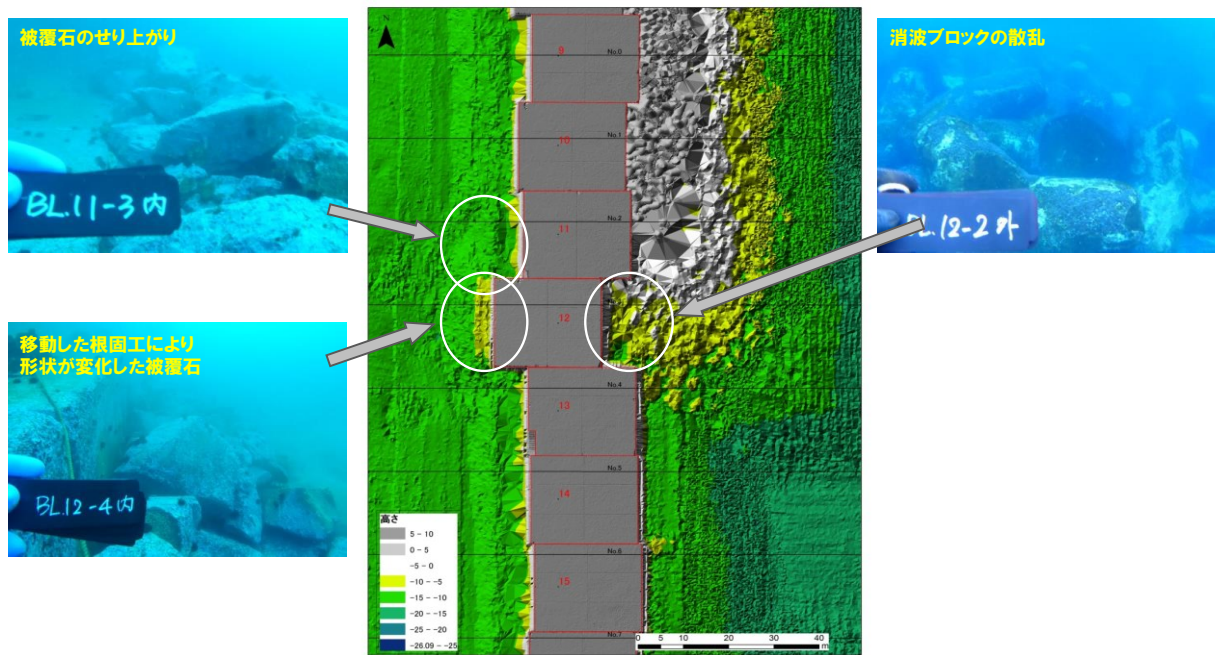 被覆石のせり上がり
BL.11-3内
移動した根固工により
形状が変化した被覆石
BL.12-4内
消波ブロックの散乱
BL.12-2外
N
9
No.0
10
No.1
11
No.2
12
13
No.4
14
No.5
15
No.6
No.7
高さ
5 - 10
0 - 5
-5 - 0
-10 - -5
-15 - -10
-20 - -15
-25 - -20
-26.09 - -25
0 5 10 20 30 40
m